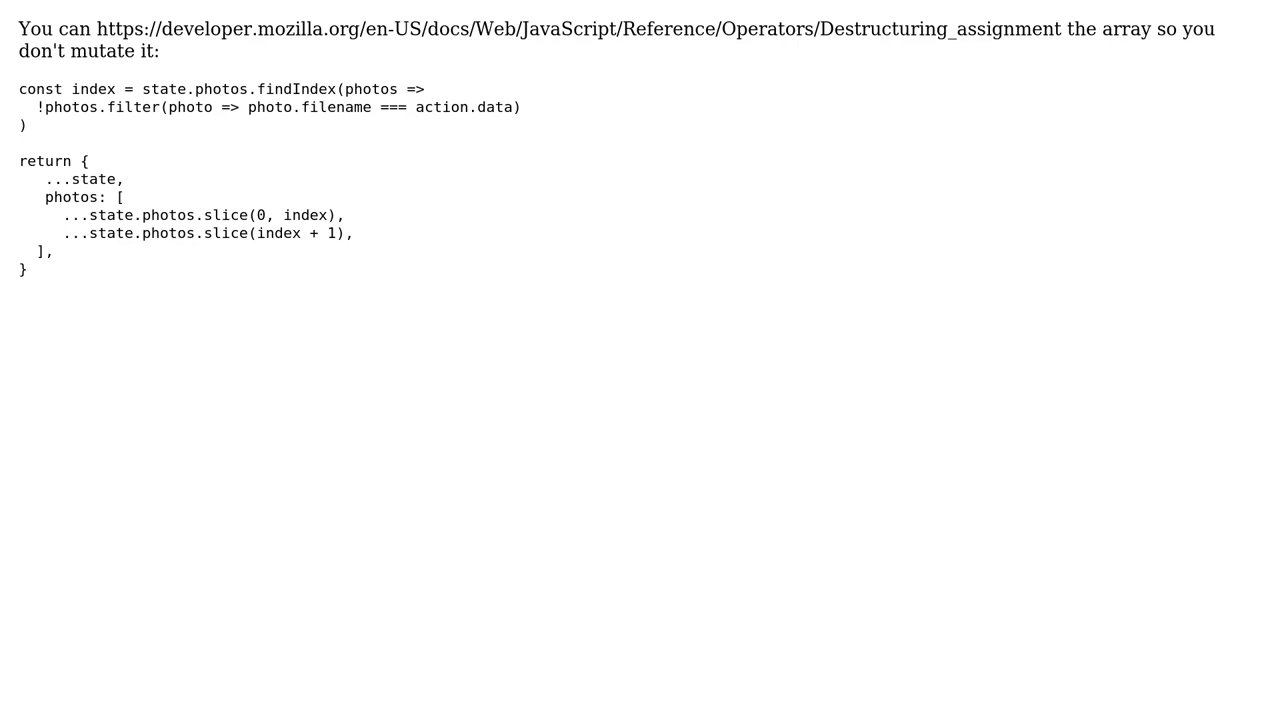 You can https://developer.mozilla.org/en-US/docs/Web/JavaScript/Reference/Operators/Destructuring_assignment the array so you
don't mutate it:
const index = state.photos.findIndex(photos =>
  !photos.filter(photo => photo.filename === action.data)
)
return {
   ...state,
   photos: [
     ...state.photos.slice(0, index),
     ...state.photos.slice(index + 1),
  ],
}